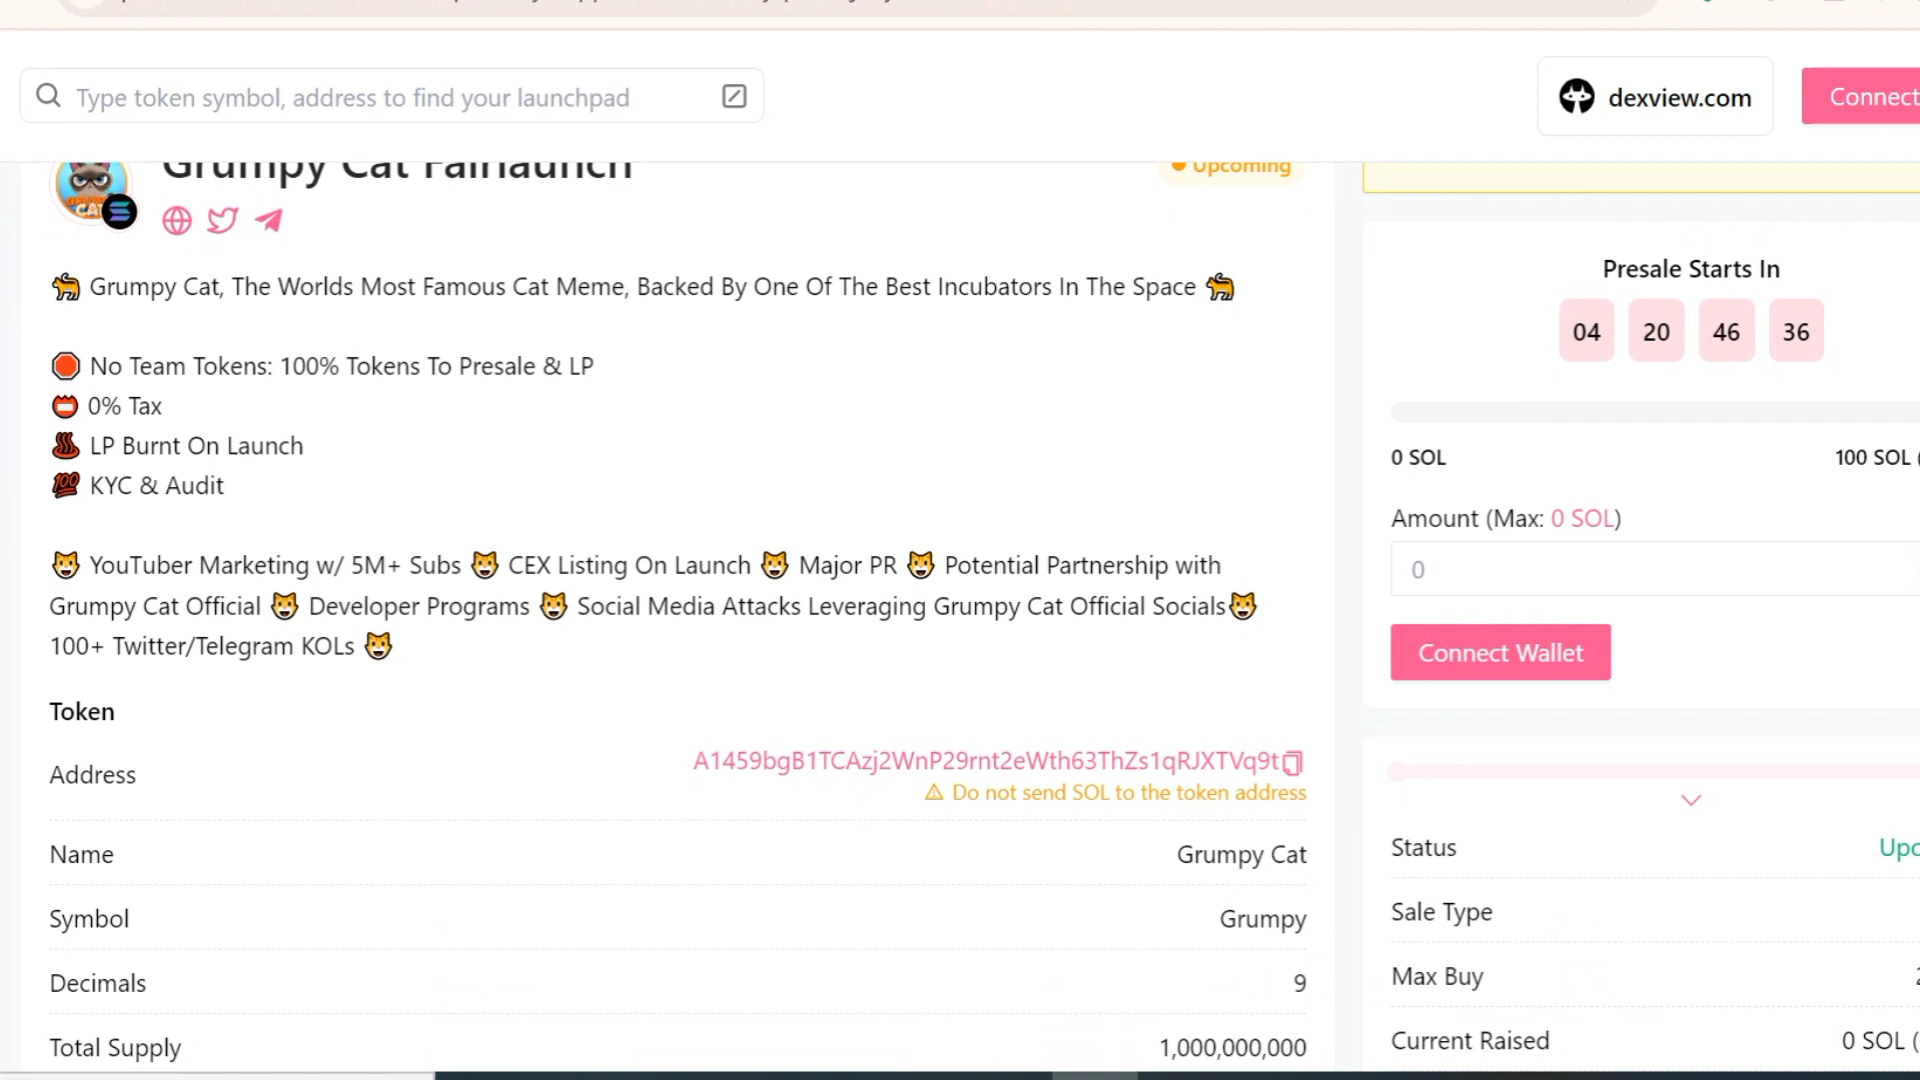 Type token symbol, address to find your launchpad
dexview.com
Connect
Grumpy Cat Fairlaunch
Upcoming
Grumpy Cat, The Worlds Most Famous Cat Meme, Backed By One Of The Best Incubators In The Space
No Team Tokens: 100% Tokens To Presale & LP
0% Tax
LP Burnt On Launch
KYC & Audit
YouTuber Marketing w/ 5M+ Subs CEX Listing On Launch Major PR Potential Partnership with
Grumpy Cat Official Developer Programs Social Media Attacks Leveraging Grumpy Cat Official Socials
100+ Twitter/Telegram KOLs
Token
Address
A1459bgB1TCAzj2WnP29rnt2eWth63ThZs1qRJXTVq9t
Do not send SOL to the token address
Name
Grumpy Cat
Symbol
Grumpy
Decimals
9
Total Supply
1,000,000,000
Presale Starts In
04 20 46 36
0 SOL
100 SOL (
Amount (Max: 0 SOL)
0
Connect Wallet
Status
Upc
Sale Type
Max Buy
Current Raised
0 SOL (